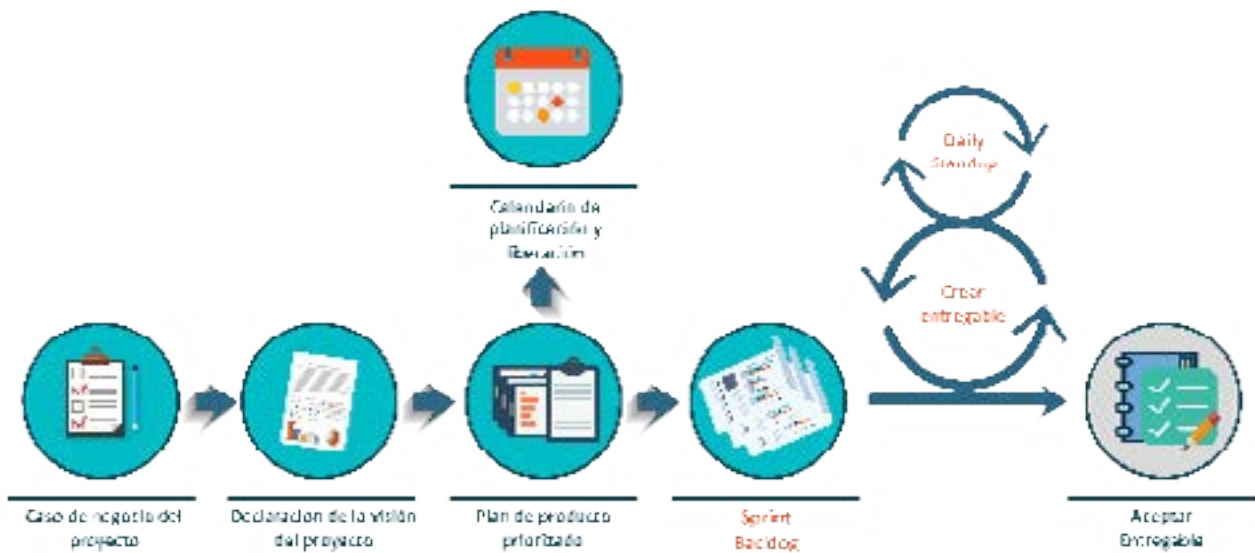 Calendario de
planificación y
liberación
Daily
Standup
Crear
entregable
Caso de negocio del
proyecto
Declaración de la visión
del proyecto
Plan de producto
priorizado
Sprint
Backlog
Aceptar
Entregable